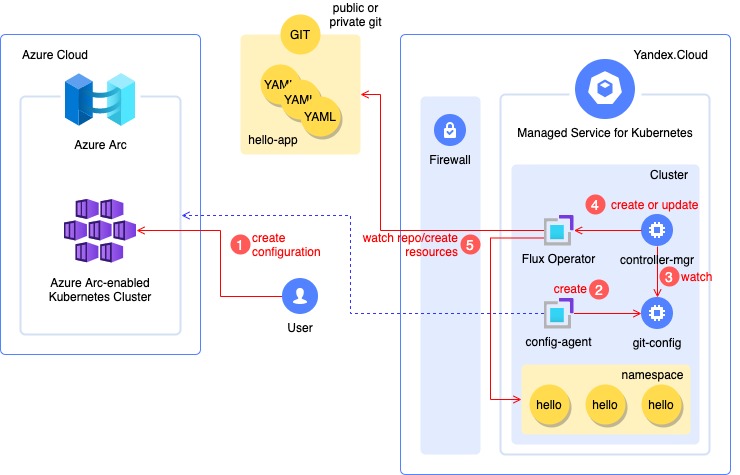 public or
private git
GIT
YAML
YAML
YAML
hello-app
Azure Cloud
Azure Arc
Azure Arc-enabled
Kubernetes Cluster
1
create
configuration
User
Yandex.Cloud
Managed Service for Kubernetes
Firewall
Cluster
4
create or update
watch repo/create
resources
5
Flux Operator
controller-mgr
3
watch
create
2
config-agent
git-config
namespace
hello
hello
hello